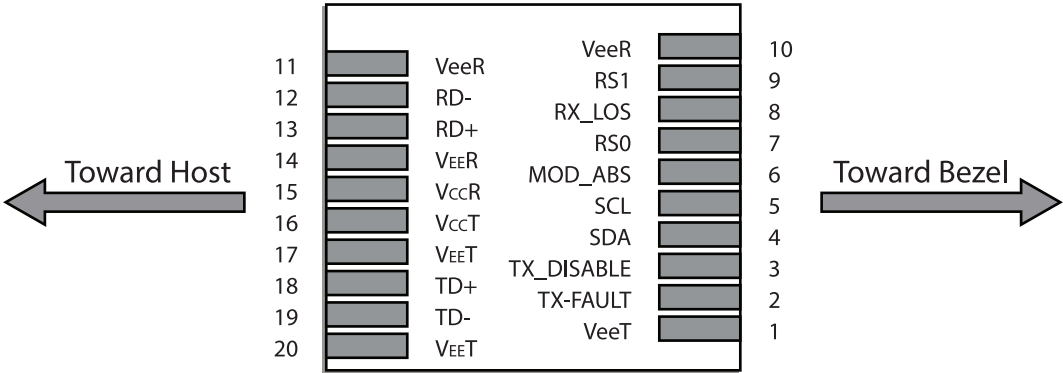 Toward Host
11 VeeR
12 RD-
13 RD+
14 VEER
15 VCCR
16 VCCT
17 VEET
18 TD+
19 TD-
20 VEET
VeeR 10
RS1 9
RX_LOS 8
RS0 7
MOD_ABS 6
SCL 5
SDA 4
TX_DISABLE 3
TX-FAULT 2
VeeT 1
Toward Bezel